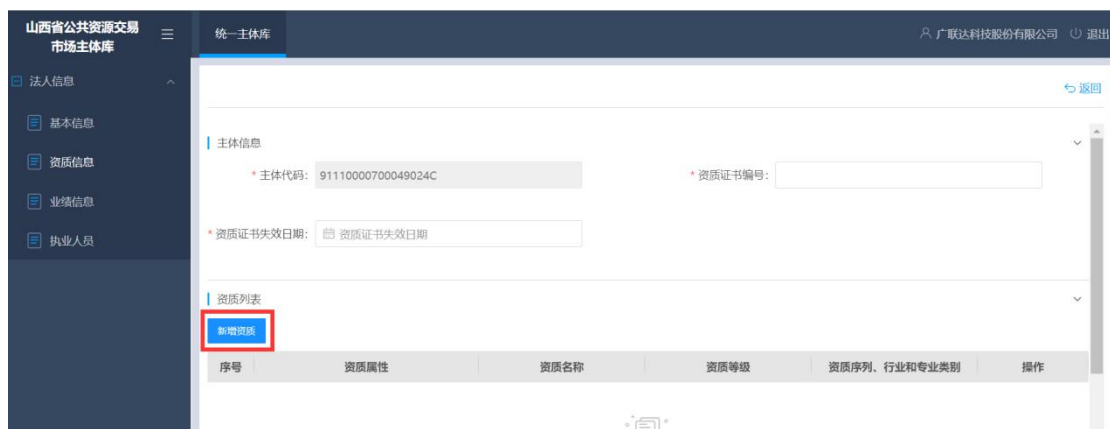 山西省公共资源交易
市场主体库
统一主体库
广联达科技股份有限公司 退出
法人信息
返回
基本信息
资质信息
业绩信息
执业人员
主体信息
* 主体代码: 91110000700049024C * 资质证书编号:
* 资质证书失效日期: 资质证书失效日期
资质列表
新增资质
序号 资质属性 资质名称 资质等级 资质序列、行业和专业类别 操作